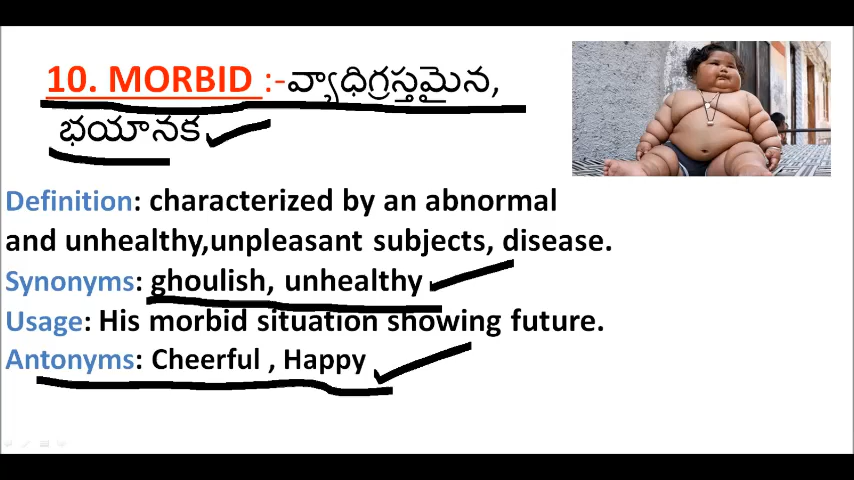 10. MORBID :-వ్యాధిగ్రస్తమైన,
భయానక
Definition: characterized by an abnormal
and unhealthy,unpleasant subjects, disease.
Synonyms: ghoulish, unhealthy
Usage: His morbid situation showing future.
Antonyms: Cheerful , Happy